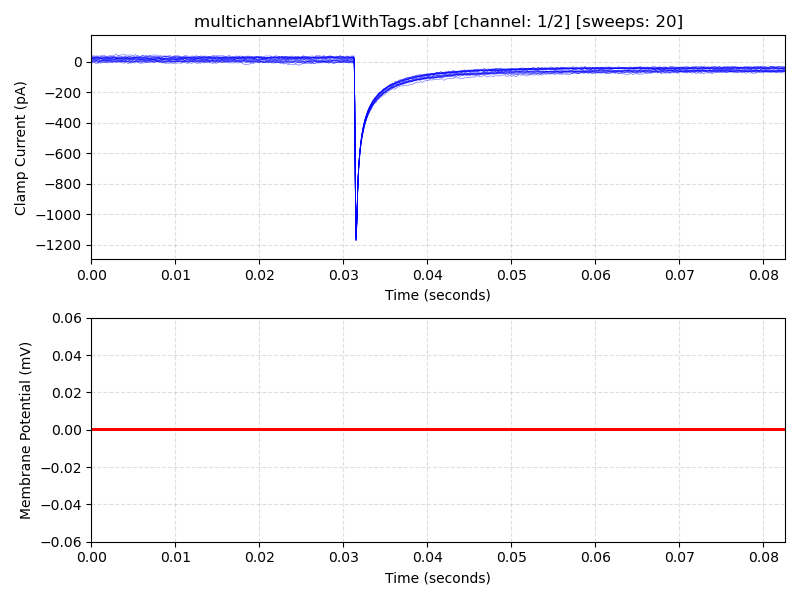 multichannelAbf1WithTags.abf [channel: 1/2] [sweeps: 20]
Clamp Current (pA)
0
−200
−400
−600
−800
−1000
−1200
0.00 0.01 0.02 0.03 0.04 0.05 0.06 0.07 0.08
Time (seconds)
Membrane Potential (mV)
0.06
0.04
0.02
0.00
−0.02
−0.04
−0.06
0.00 0.01 0.02 0.03 0.04 0.05 0.06 0.07 0.08
Time (seconds)